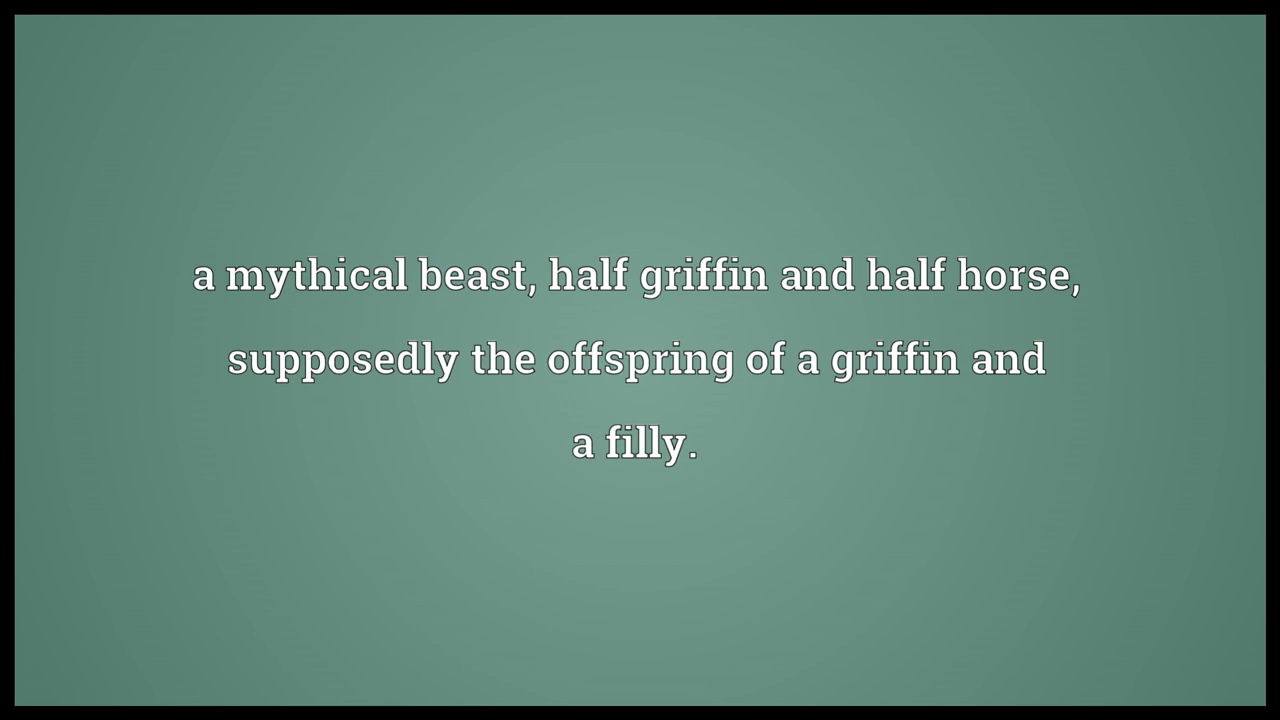 a mythical beast, half griffin and half horse,
supposedly the offspring of a griffin and
a filly.